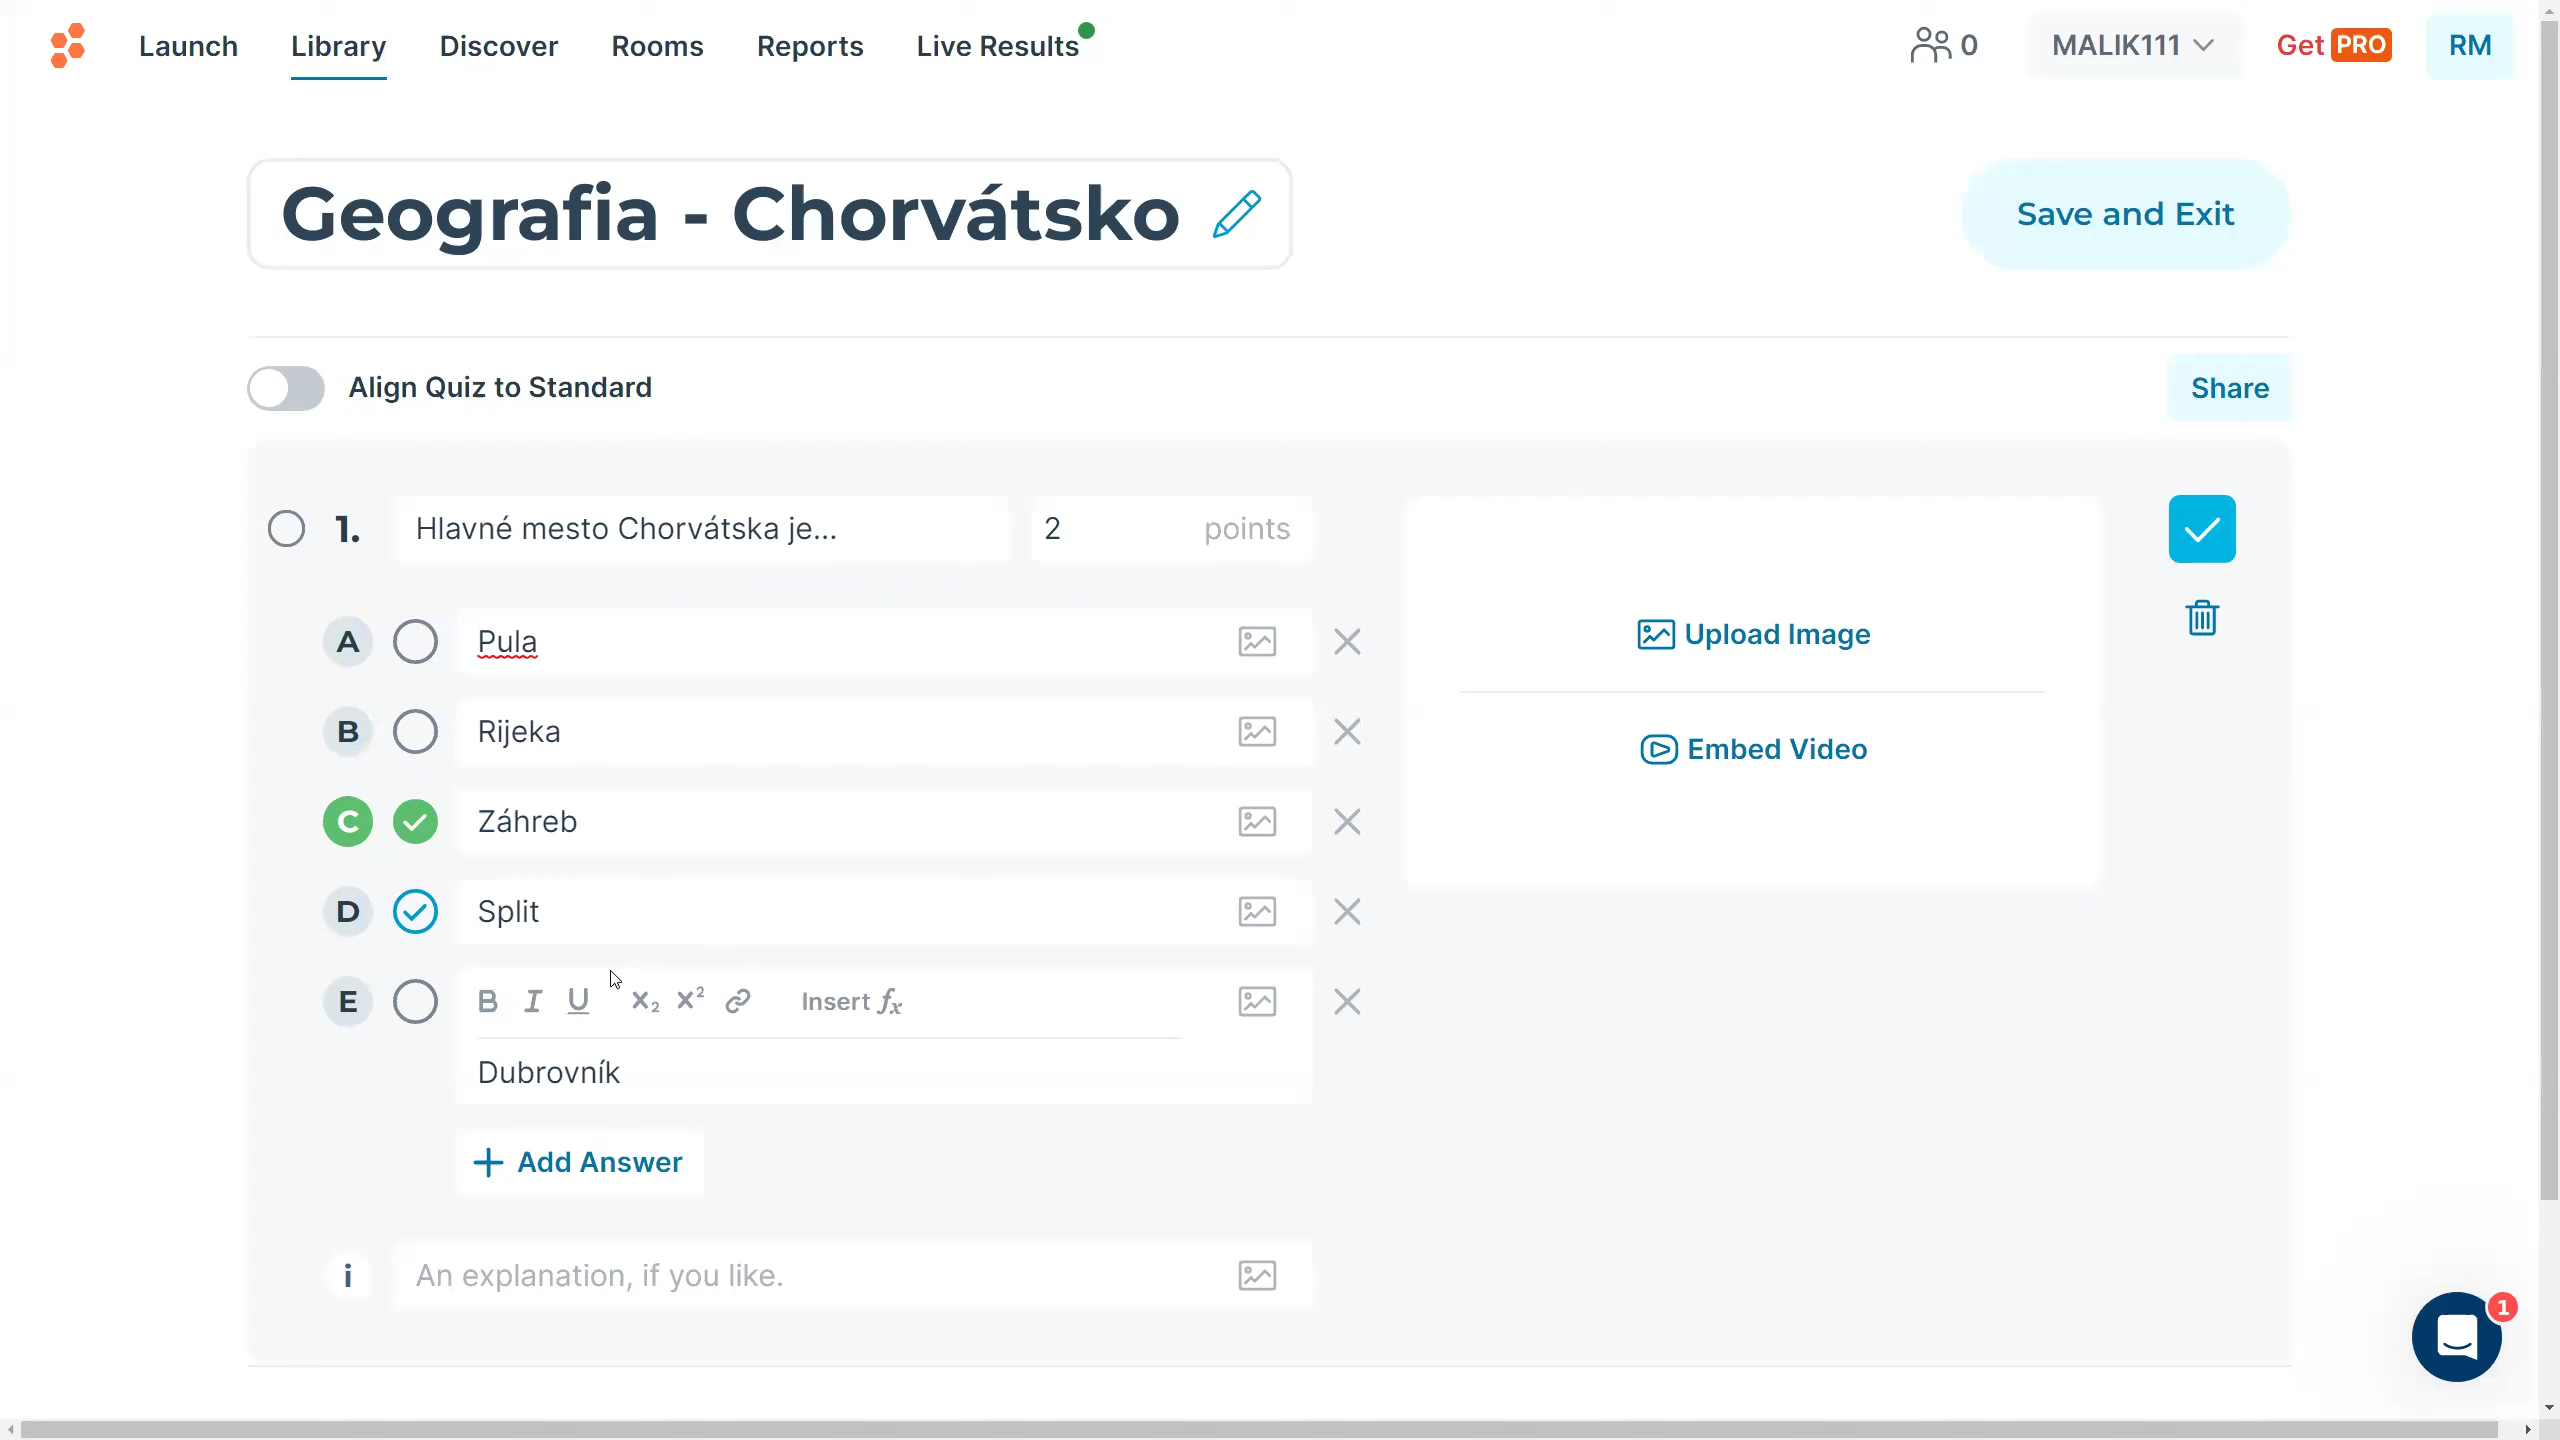 Launch Library Discover Rooms Reports Live Results 0 MALIK111 Get PRO RM
Geografia - Chorvátsko
Save and Exit
Align Quiz to Standard
Share
1. Hlavné mesto Chorvátska je... 2 points
A Pula
B Rijeka
C Záhreb
D Split
E B I U x₂ x² Insert fx
Dubrovník
+ Add Answer
i An explanation, if you like.
Upload Image
Embed Video
1